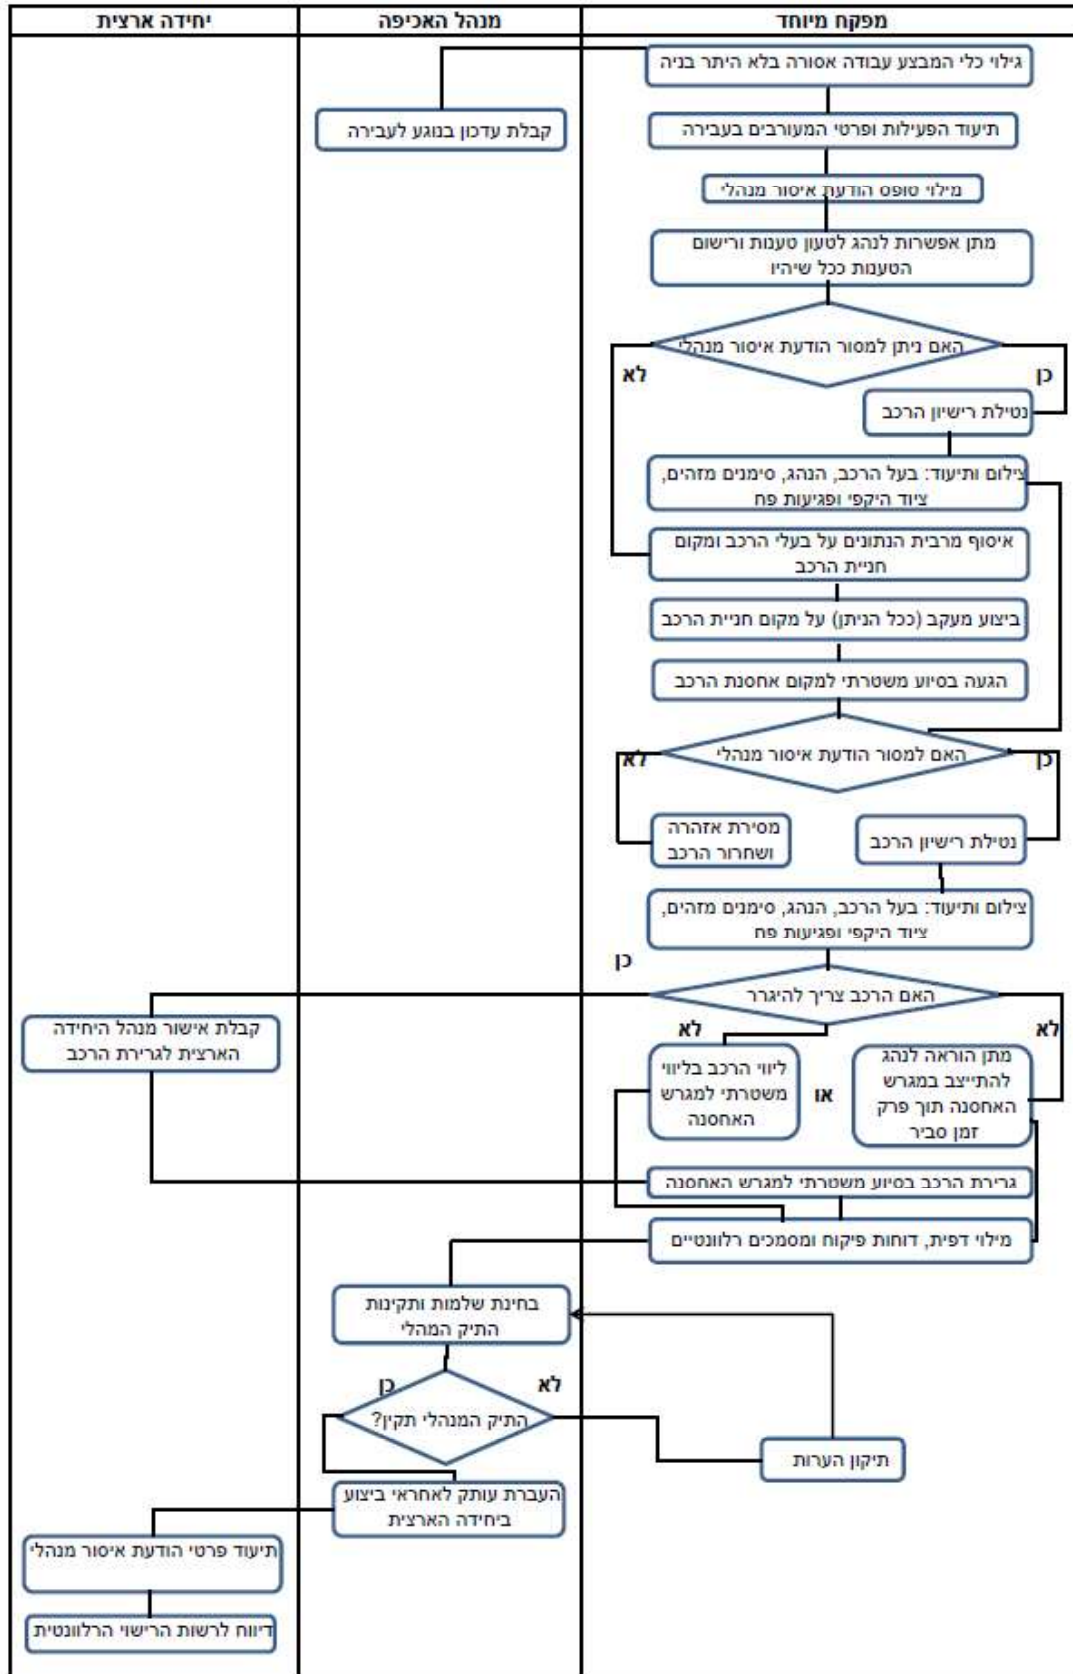 מפקח מיוחד
מנהל האכיפה
יחידה ארצית
גילוי כלי המבצע עבודה אסורה בלא היתר בניה
קבלת עדכון בנוגע לעבירה
תיעוד הפעילות ופרטי המעורבים בעבירה
מילוי טופס הודעת איסור מנהלי
מתן אפשרות לנהג לטעון טענות ורישום
הטענות ככל שיהיו
האם ניתן למסור הודעת איסור מנהלי
כן
לא
נטילת רישיון הרכב
צילום ותיעוד: בעל הרכב, הנהג, סימנים מזהים,
ציוד היקפי ופגיעות פח
איסוף מרבית הנתונים על בעלי הרכב ומקום
חניית הרכב
ביצוע מעקב (ככל הניתן) על מקום חניית הרכב
הגעה בסיוע משטרתי למקום אחסנת הרכב
האם למסור הודעת איסור מנהלי
כן
לא
נטילת רישיון הרכב
מסירת אזהרה
ושחרור הרכב
צילום ותיעוד: בעל הרכב, הנהג, סימנים מזהים,
ציוד היקפי ופגיעות פח
כן
האם הרכב צריך להיגרר
לא
לא
קבלת אישור מנהל היחידה
הארצית לגרירת הרכב
מתן הוראה לנהג
להתייצב במגרש
האחסנה תוך פרק
זמן סביר
או
ליווי הרכב בליווי
משטרתי למגרש
האחסנה
גרירת הרכב בסיוע משטרתי למגרש האחסנה
מילוי דפית, דוחות פיקוח ומסמכים רלוונטיים
בחינת שלמות ותקינות
התיק המהלי
לא
כן
התיק המנהלי תקין?
תיקון הערות
העברת עותק לאחראי ביצוע
ביחידה הארצית
תיעוד פרטי הודעת איסור מנהלי
דיווח לרשות הרישוי הרלוונטית